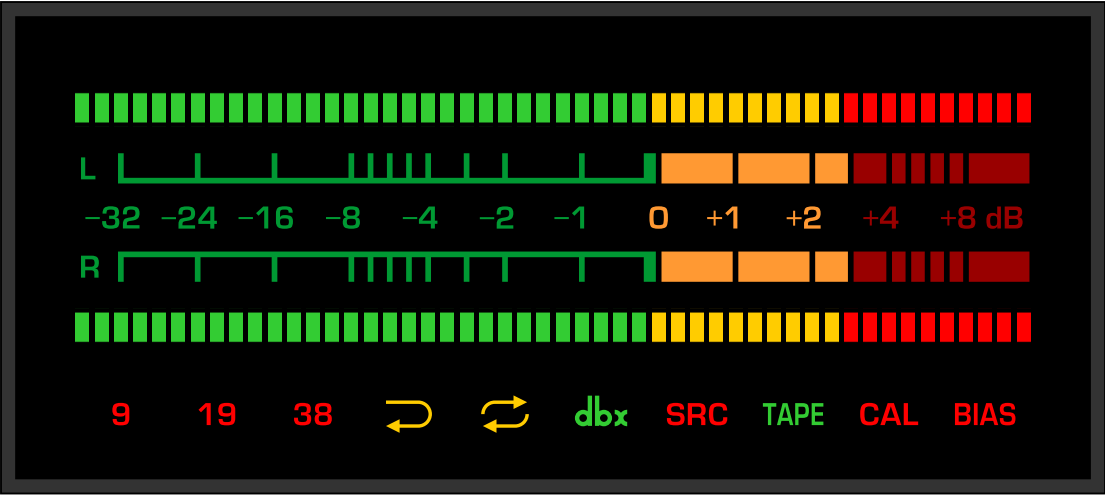 L
−32 −24 −16 −8 −4 −2 −1 0 +1 +2 +4 +8 dB
R
9 19 38 dbx SRC TAPE CAL BIAS